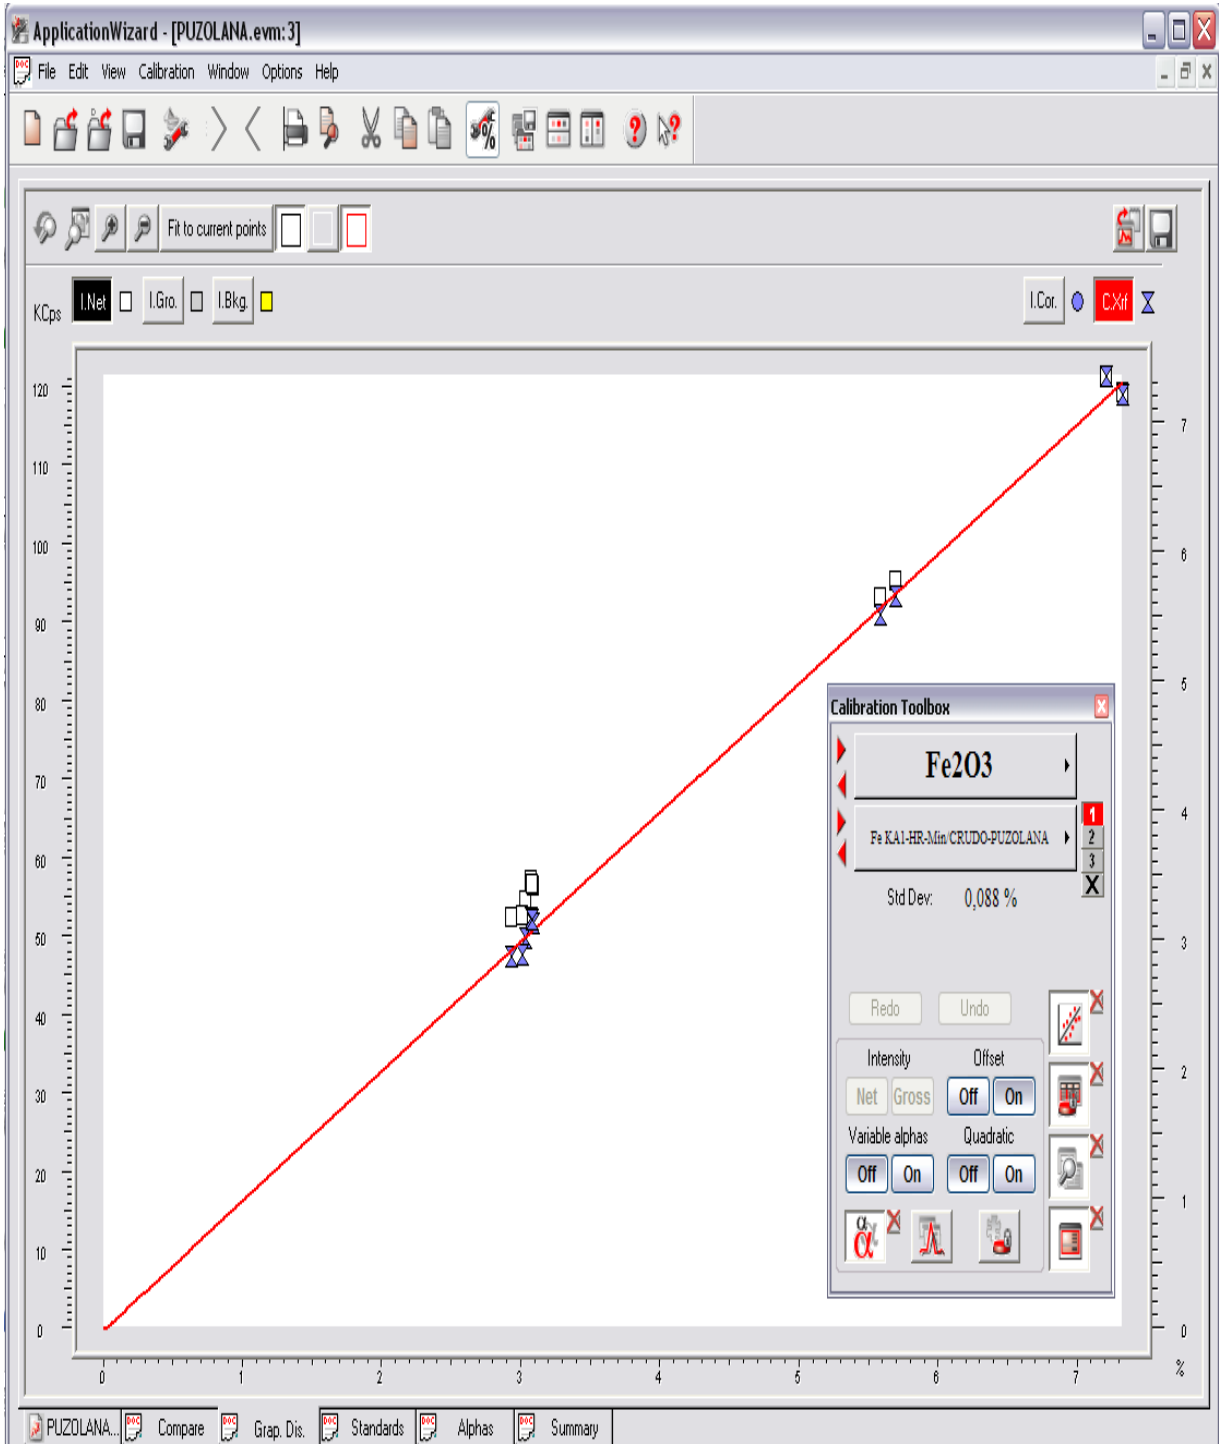 ApplicationWizard - [PUZOLANA.evm:3]
File Edit View Calibration Window Options Help
Fit to current points
KCps I.Net I.Gro. I.Bkg. I.Cor. C.Xrf
120
110
100
90
80
70
60
50
40
30
20
10
0
7
6
5
4
3
2
1
0
Calibration Toolbox
Fe2O3
Fe KA1-HR-Min/CRUDO-PUZOLANA
1
2
3
X
Std Dev: 0,088 %
Redo Undo
Intensity Offset
Net Gross Off On
Variable alphas Quadratic
Off On Off On
0 1 2 3 4 5 6 7 %
PUZOLANA... Compare Grap. Dis. Standards Alphas Summary